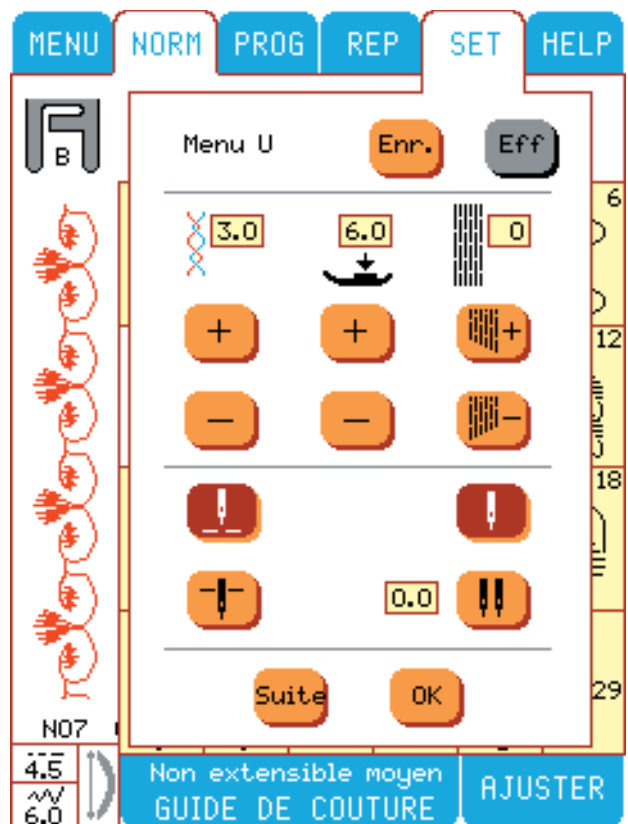 MENU NORM PROG REP SET HELP
B
Menu U Enr. Eff
6
3.0 6.0 0
+ + +
12
− − −
18
0.0
Suite OK
29
N07
4.5
6.0
Non extensible moyen
GUIDE DE COUTURE
AJUSTER